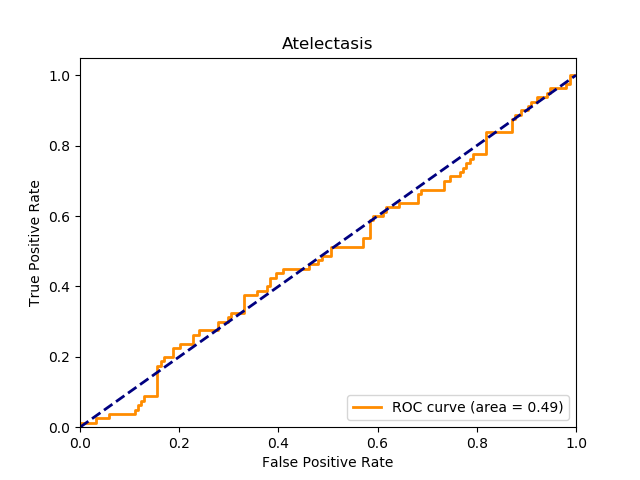 Atelectasis
True Positive Rate
1.0
0.8
0.6
0.4
0.2
0.0
ROC curve (area = 0.49)
0.0 0.2 0.4 0.6 0.8 1.0
False Positive Rate